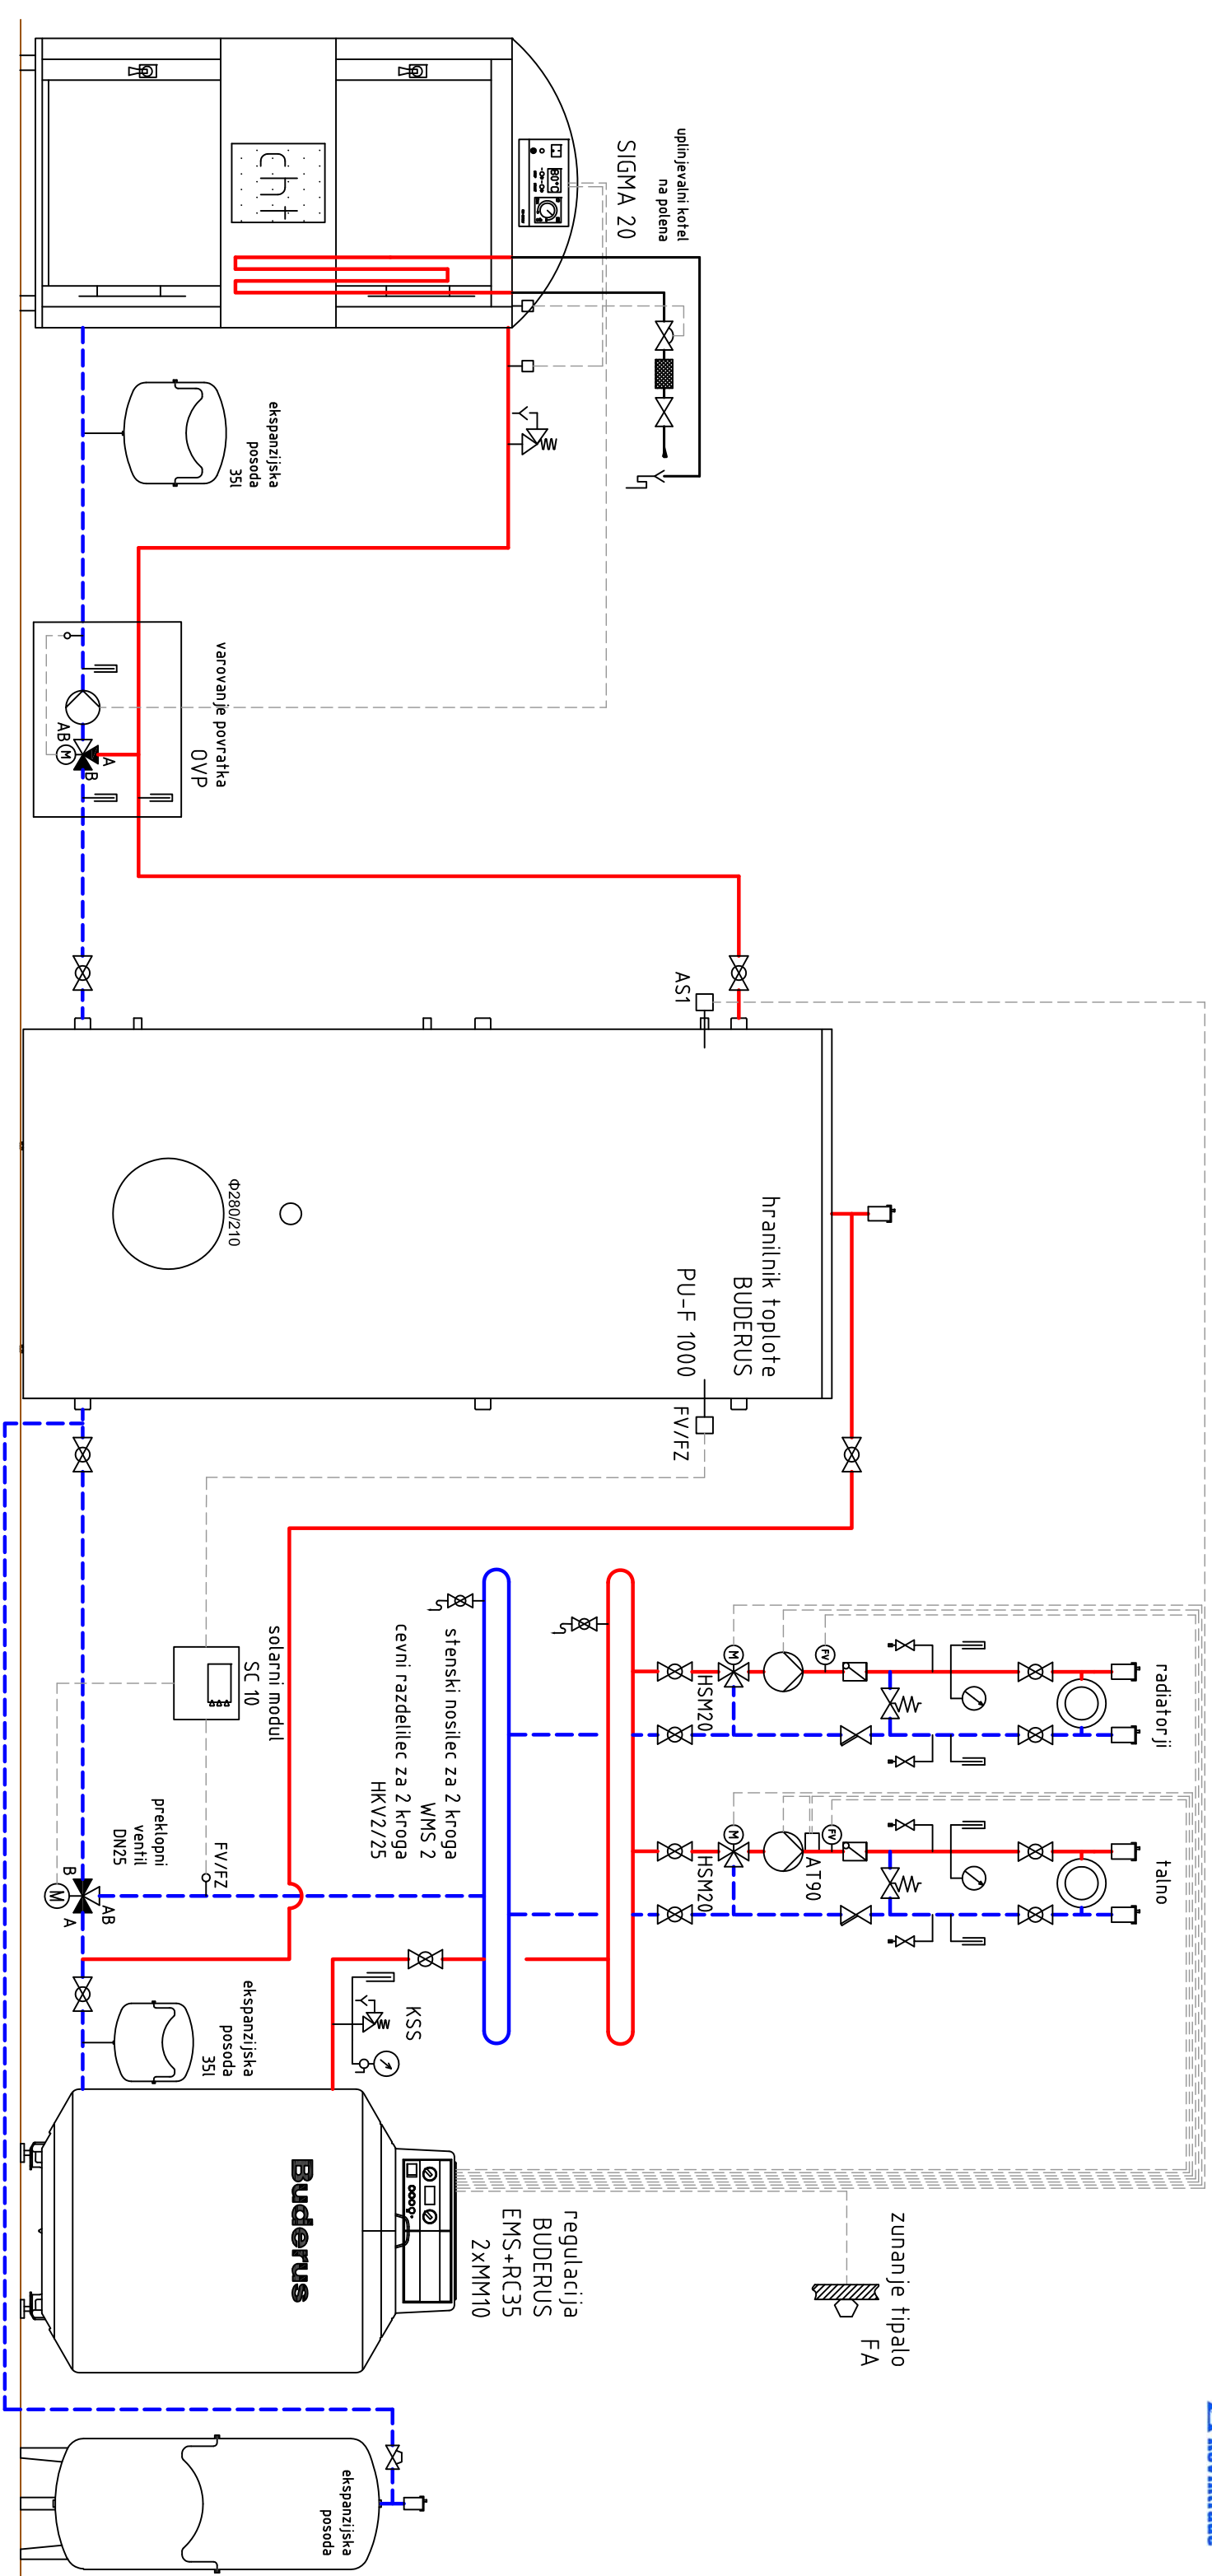 uplinjevalni kotel
na polena
SIGMA 20
cht
80°C
ekspanzijska
posoda
35l
varovanje povratka
OVP
A
B
AB
M
AS1
hranilnik toplote
BUDERUS
PU-F 1000
Φ280/210
FV/FZ
radiatorji
talno
M
FV
HSM20
M
FV
AT90
HSM20
stenski nosilec za 2 kroga
WMS 2
cevni razdelilec za 2 kroga
HKV2/25
SC 10
solarni modul
FV/FZ
preklopni
ventil
DN25
B
AB
A
M
KSS
ekspanzijska
posoda
35l
Buderus
regulacija
BUDERUS
EMS+RC35
2xMM10
zunanje tipalo
FA
ekspanzijska
posoda